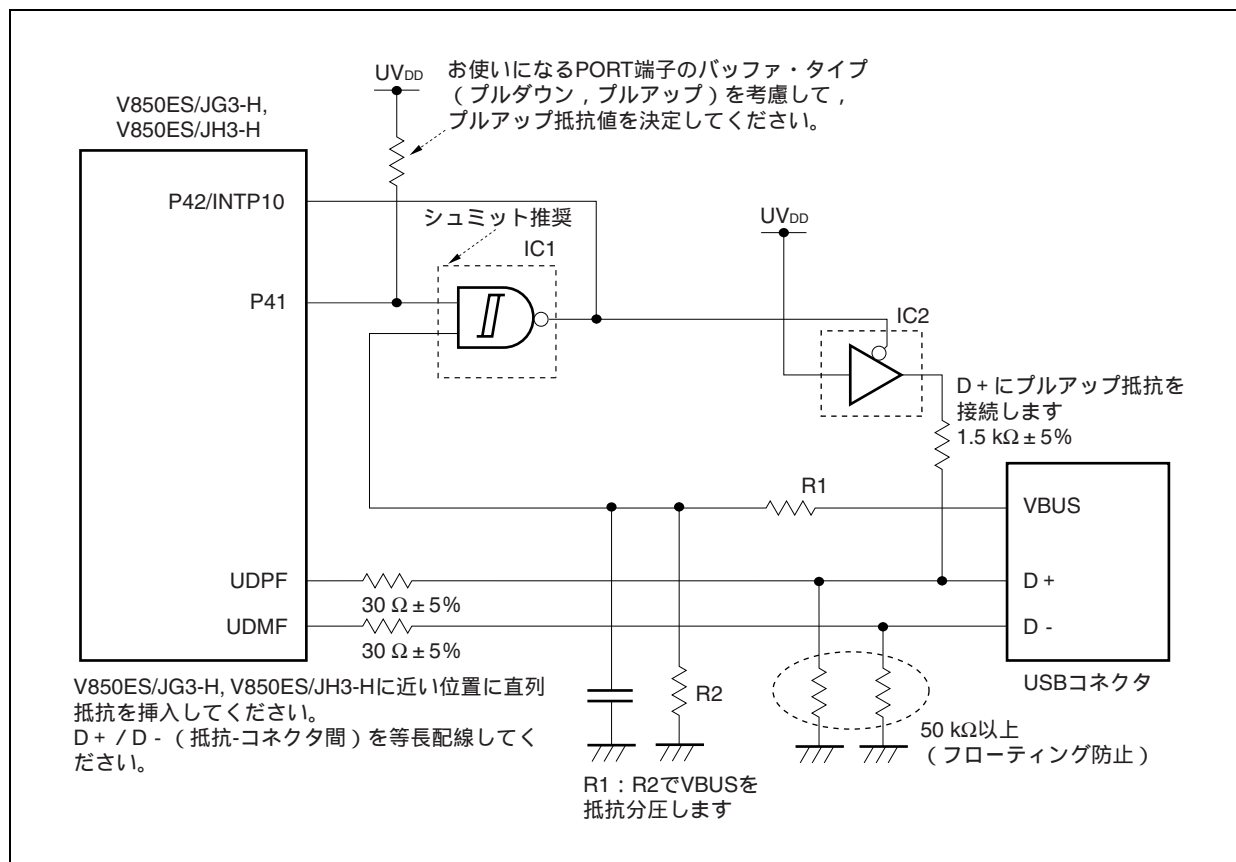 UVDD
お使いになるPORT端子のバッファ・タイプ
（プルダウン，プルアップ）を考慮して，
プルアップ抵抗値を決定してください。
V850ES/JG3-H,
V850ES/JH3-H
P42/INTP10
シュミット推奨
IC1
UVDD
P41
IC2
D+にプルアップ抵抗を
接続します
1.5 kΩ±5%
R1
VBUS
UDPF
30 Ω±5%
D+
UDMF
30 Ω±5%
D-
USBコネクタ
V850ES/JG3-H, V850ES/JH3-Hに近い位置に直列
抵抗を挿入してください。
D+ / D-（抵抗-コネクタ間）を等長配線してく
ださい。
R2
50 kΩ以上
（フローティング防止）
R1：R2でVBUSを
抵抗分圧します